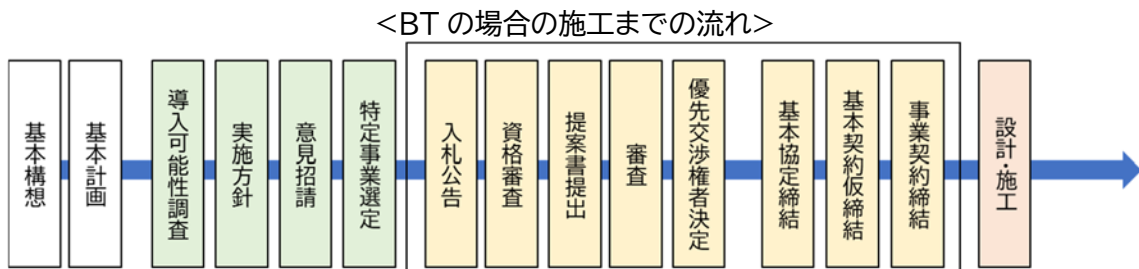 <BTの場合の施工までの流れ>
基本構想
基本計画
導入可能性調査
実施方針
意見招請
特定事業選定
入札公告
資格審査
提案書提出
審査
優先交渉権者決定
基本協定締結
基本契約仮締結
事業契約締結
設計・施工